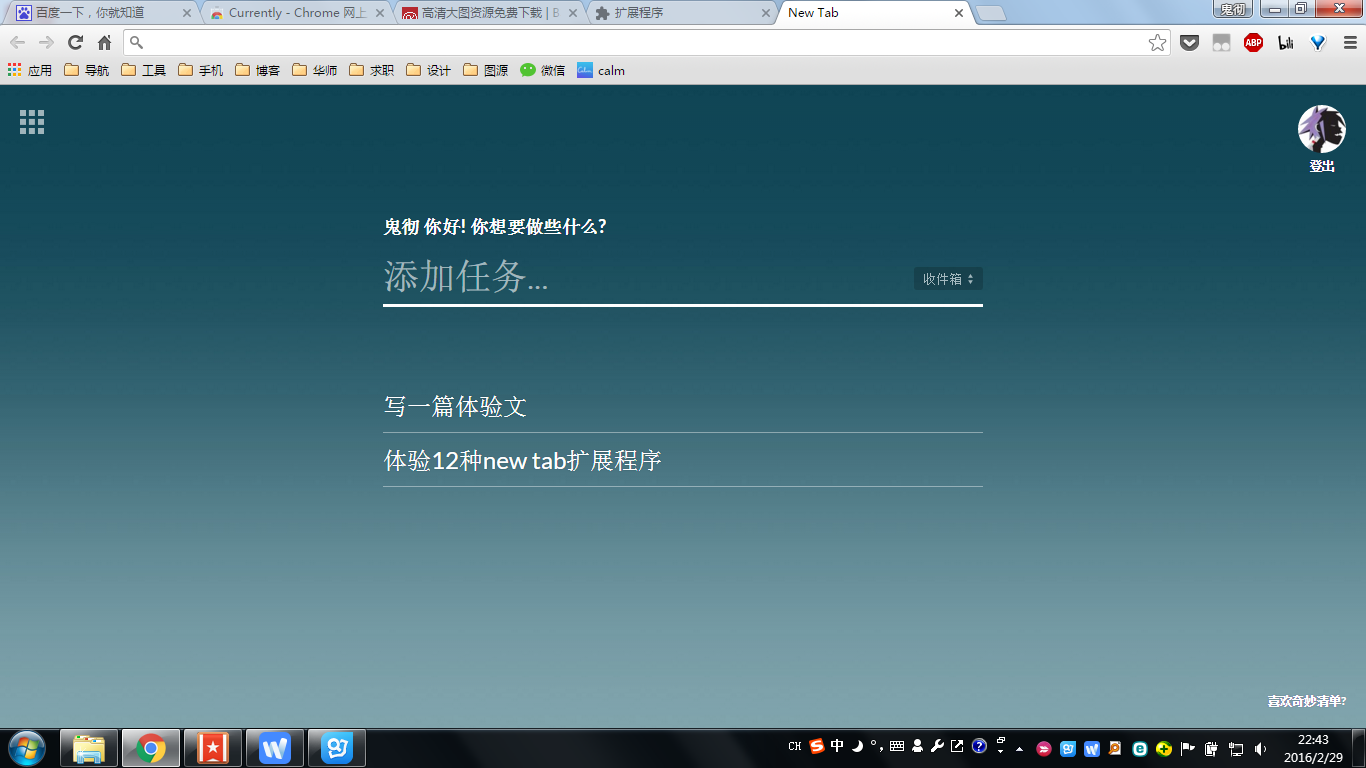 百度一下，你就知道
Currently - Chrome 网上
高清大图资源免费下载 | B
扩展程序
New Tab
鬼彻
ABP
应用 导航 工具 手机 博客 华师 求职 设计 图源 微信 calm
登出
鬼彻 你好! 你想要做些什么?
添加任务...
收件箱
写一篇体验文
体验12种new tab扩展程序
喜欢奇妙清单?
CH 中
22:43
2016/2/29